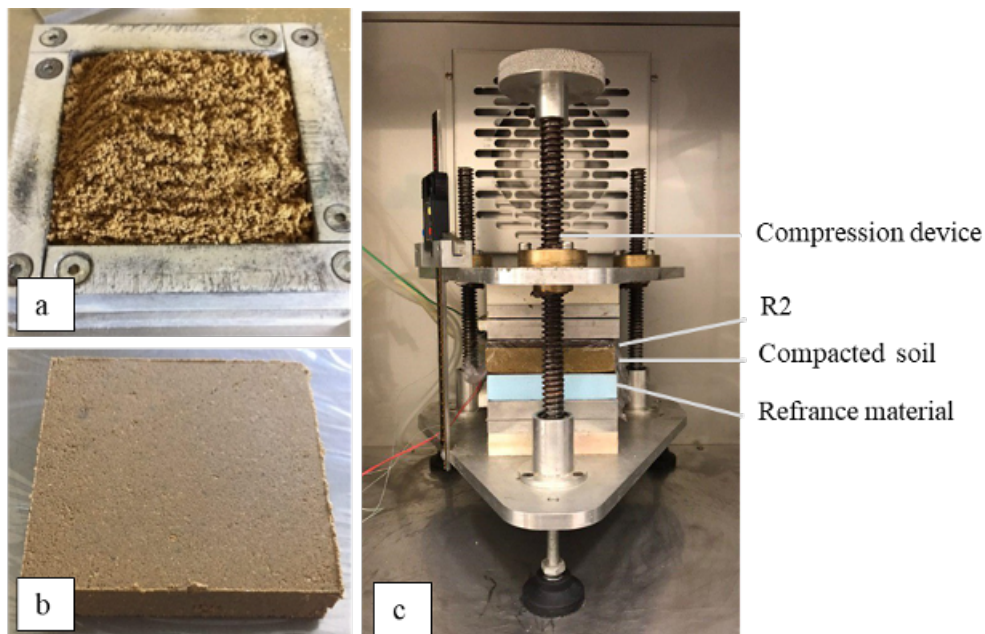 a
b
c
Compression device
R2
Compacted soil
Refrance material